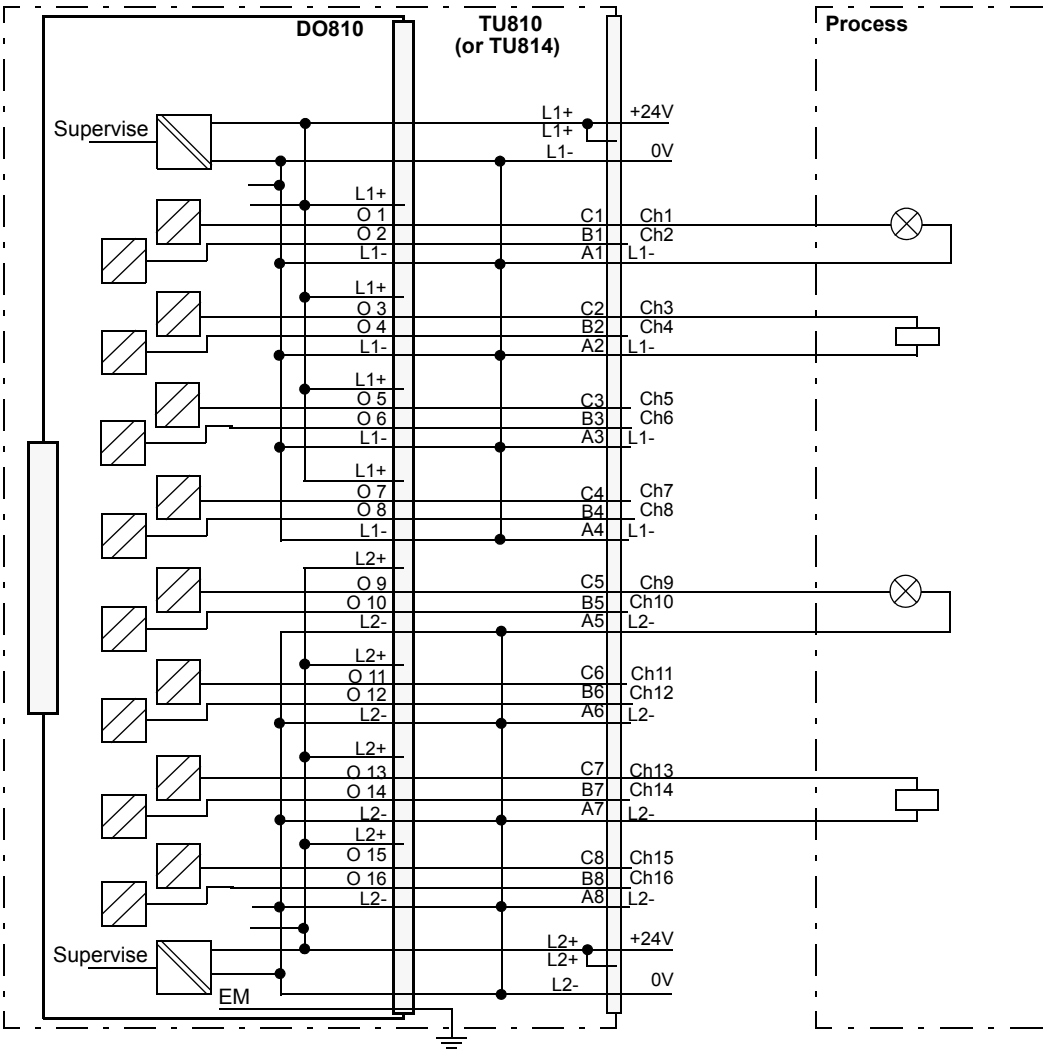 DO810
TU810
(or TU814)
Process
Supervise
L1+
+24V
L1+
L1-
0V
L1+
O 1
C1
Ch1
O 2
B1
Ch2
L1-
A1
L1-
L1+
O 3
C2
Ch3
O 4
B2
Ch4
L1-
A2
L1-
L1+
O 5
C3
Ch5
O 6
B3
Ch6
L1-
A3
L1-
L1+
O 7
C4
Ch7
O 8
B4
Ch8
L1-
A4
L1-
L2+
O 9
C5
Ch9
O 10
B5
Ch10
L2-
A5
L2-
L2+
O 11
C6
Ch11
O 12
B6
Ch12
L2-
A6
L2-
L2+
O 13
C7
Ch13
O 14
B7
Ch14
L2-
A7
L2-
L2+
O 15
C8
Ch15
O 16
B8
Ch16
L2-
A8
L2-
Supervise
L2+
+24V
L2+
L2-
0V
EM